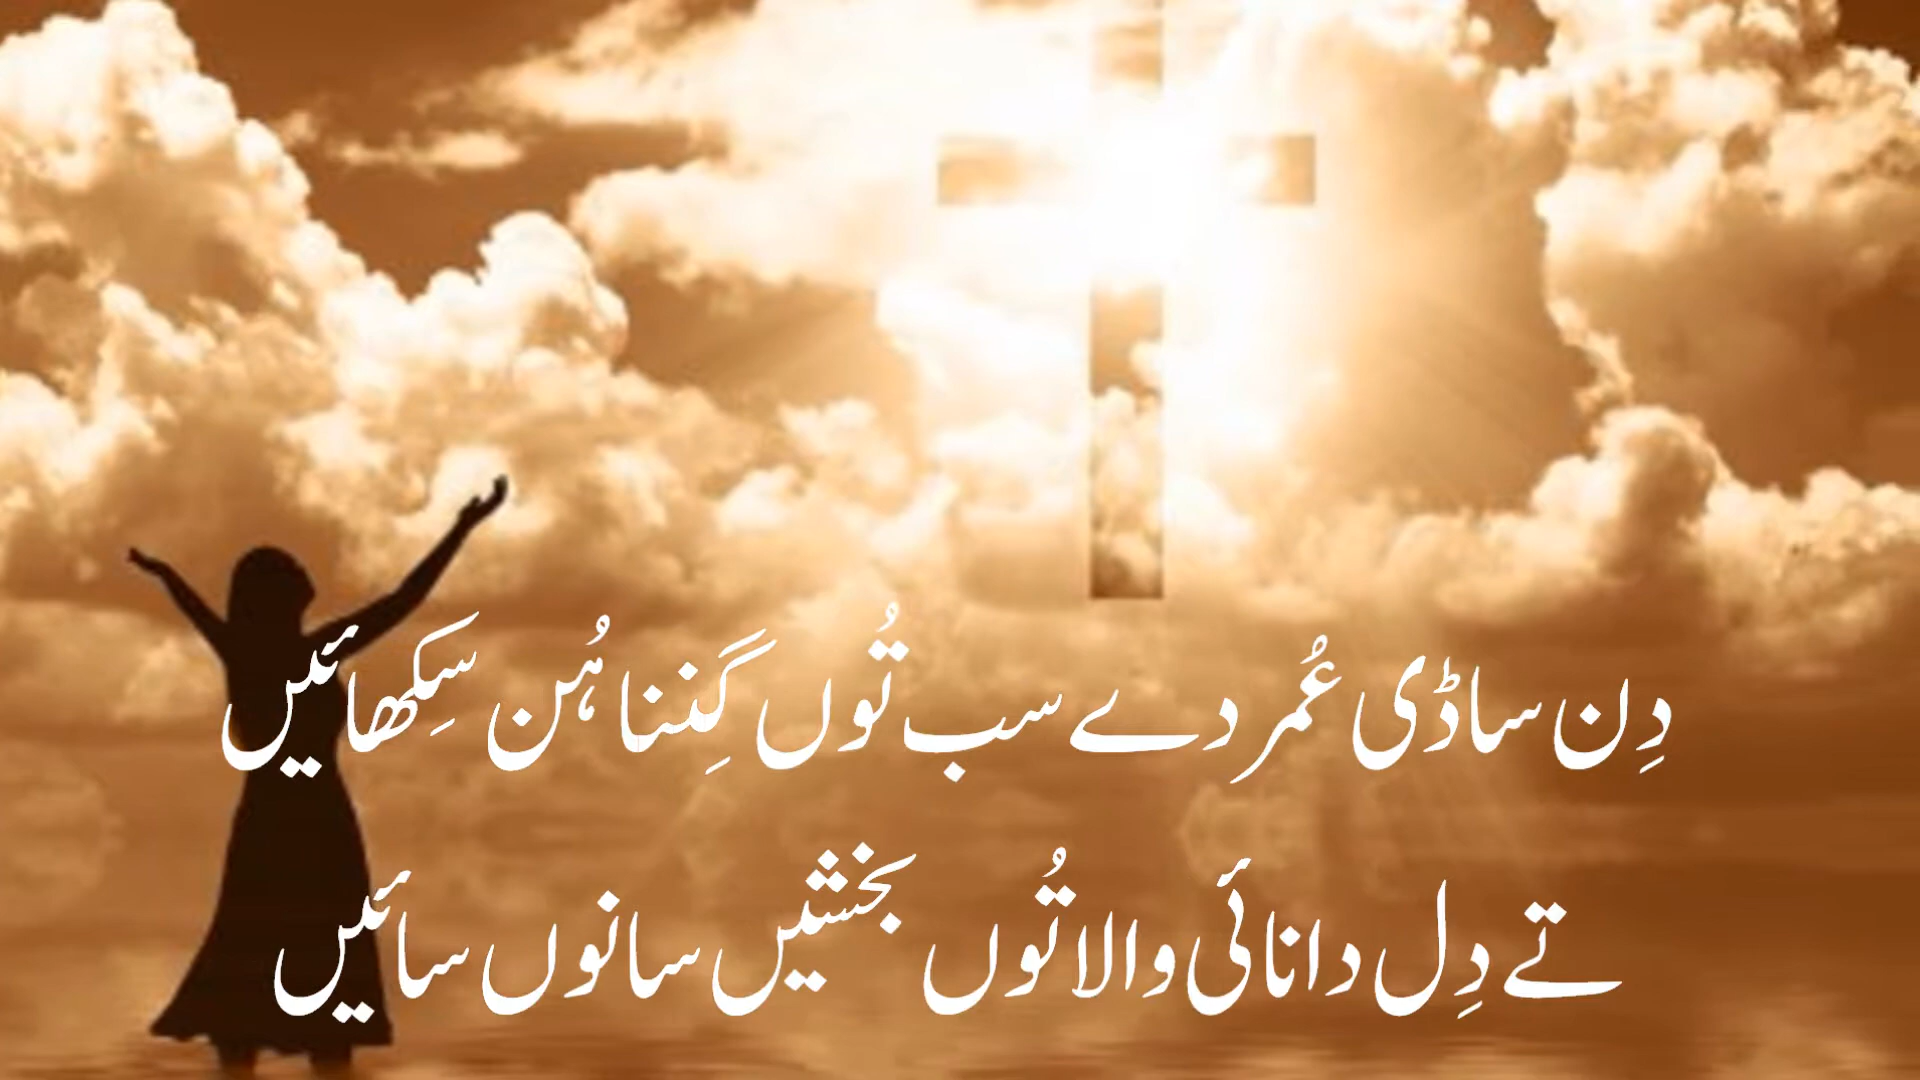 دِن ساڈی عُمر دے سب تُوں گِننا ہُن سِکھائیں
تے دِل دانائی والا تُوں بخشیں سانوں سائیں